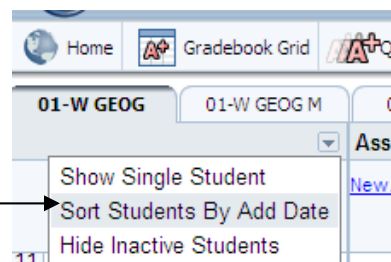 Home Gradebook Grid Q
01-W GEOG 01-W GEOG M 0
Ass
Show Single Student New
Sort Students By Add Date
Hide Inactive Students
11